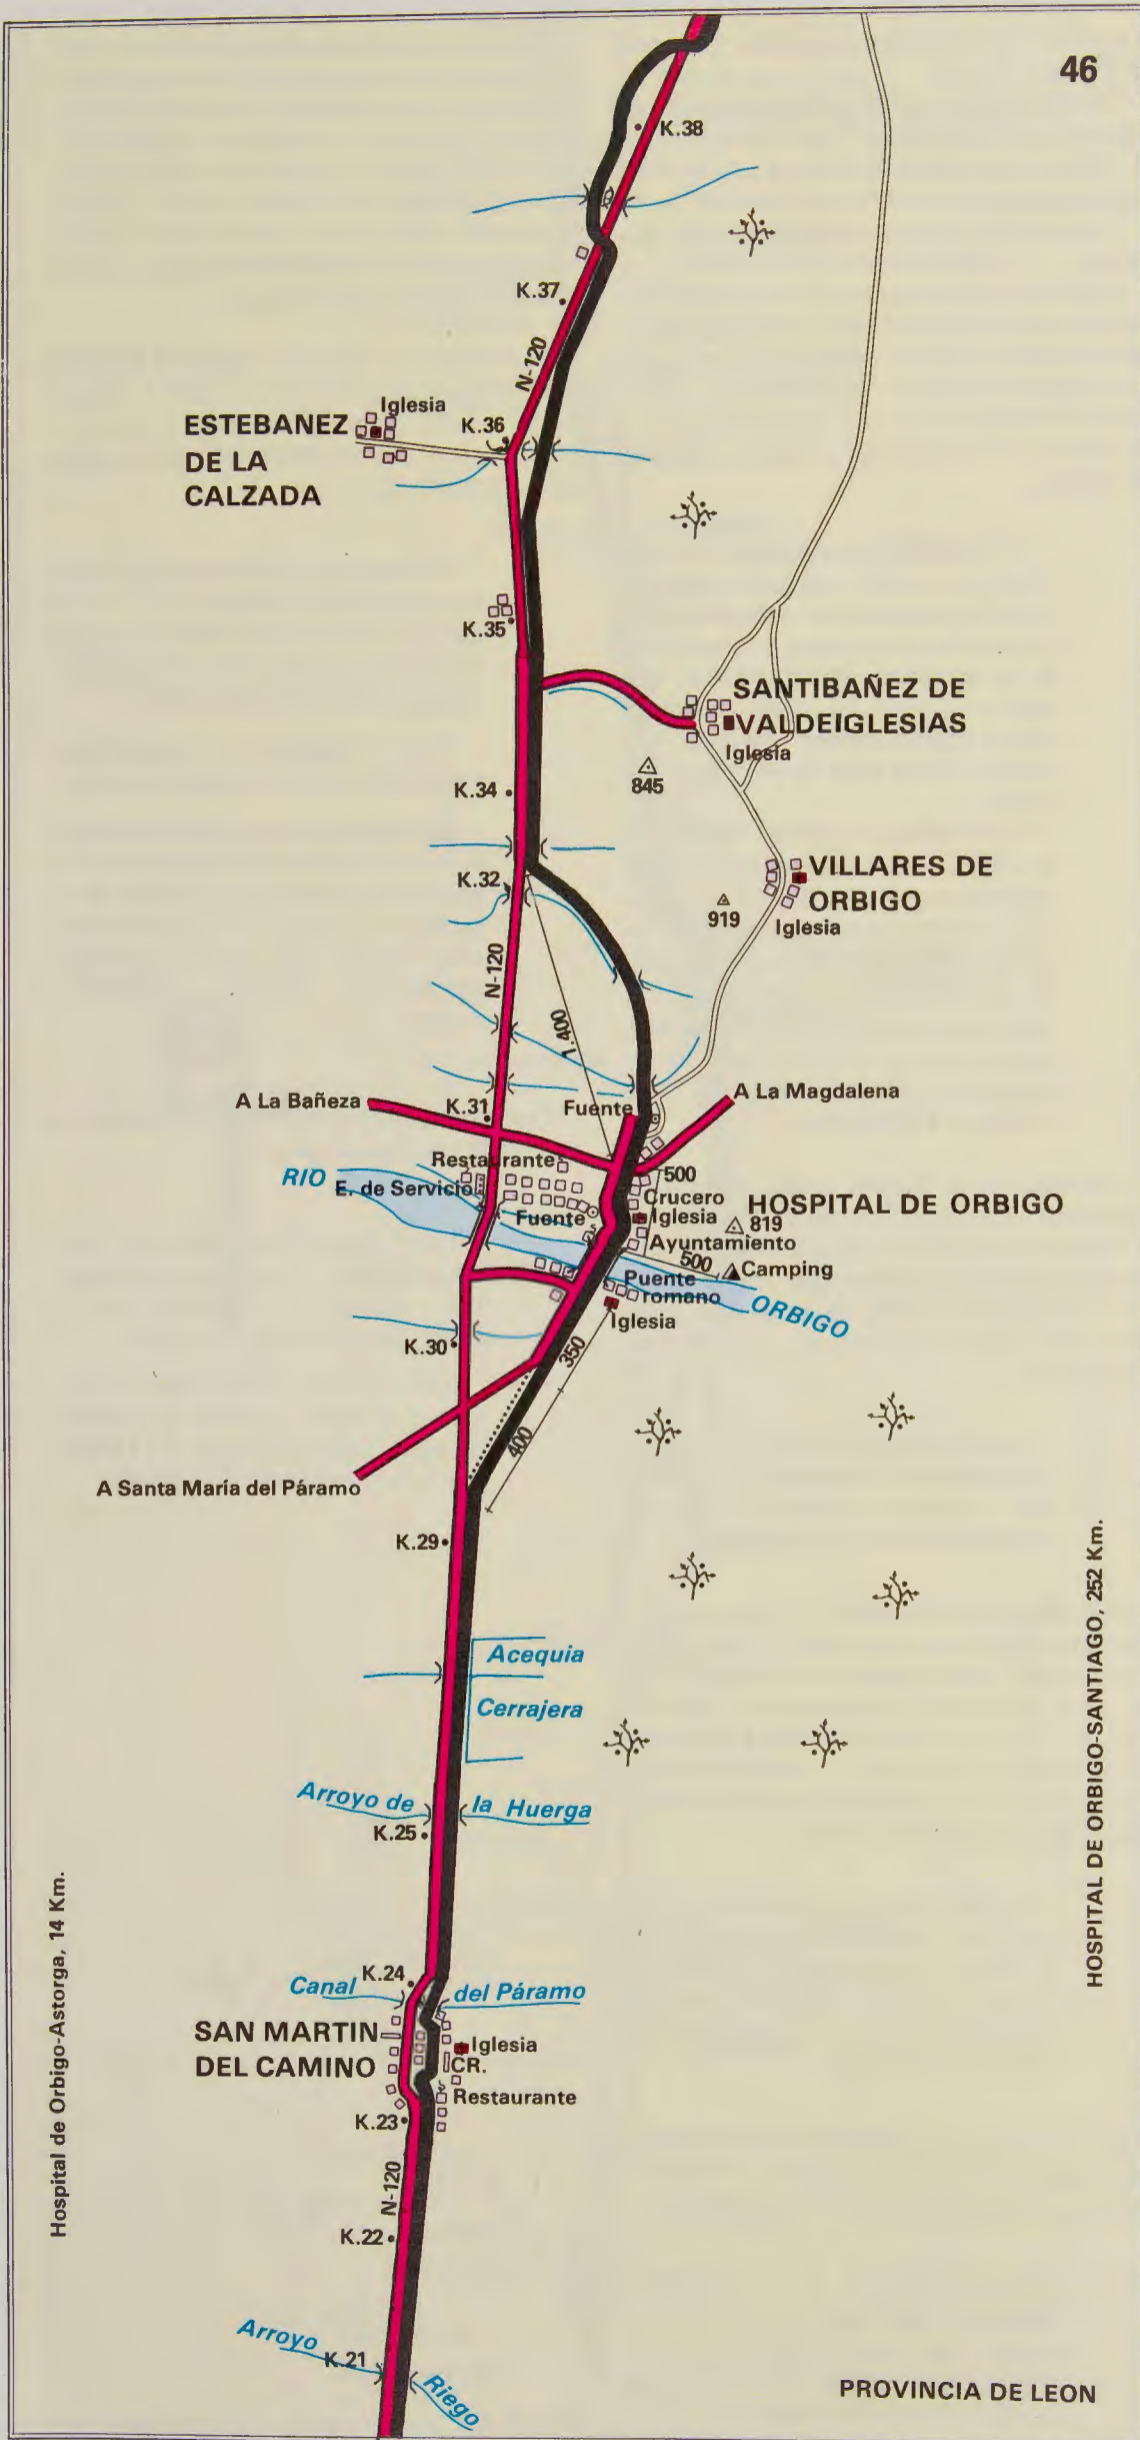 46
K.38
K.37
N-120
Iglesia
ESTEBANEZ
DE LA
CALZADA
K.36
K.35
SANTIBAÑEZ DE
VALDEIGLESIAS
Iglesia
845
K.34
K.32
VILLARES DE
ORBIGO
Iglesia
919
N-120
1.400
A La Bañeza
K.31
Fuente
A La Magdalena
Restaurante
RIO
E. de Servicio
500
Crucero
HOSPITAL DE ORBIGO
Fuente
Iglesia
819
Ayuntamiento
500
Camping
Puente
romano
ORBIGO
Iglesia
K.30
350
400
A Santa María del Páramo
K.29
Acequia
Cerrajera
Arroyo de la Huerga
K.25
K.24
Canal del Páramo
SAN MARTIN
DEL CAMINO
Iglesia
CR.
Restaurante
K.23
N-120
K.22
Arroyo
K.21
Riego
Hospital de Orbigo-Astorga, 14 Km.
HOSPITAL DE ORBIGO-SANTIAGO, 252 Km.
PROVINCIA DE LEON